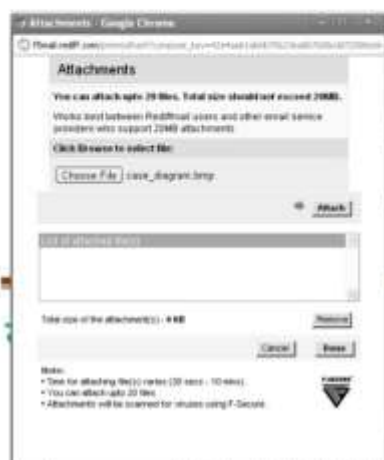 Attachments - Google Chrome
Attachments
You can attach upto 20 files. Total size should not exceed 20MB.
Works best between Rediffmail users and other email service
providers who support 20MB attachments
Click Browse to select file:
Choose File case_diagram.bmp
Attach
List of attached file(s)
Total size of the attachment(s) - 0 KB
Remove
Cancel Done
Note:
• Time for attaching file(s) varies (30 secs - 10 mins).
• You can attach upto 20 files
• Attachments will be scanned for viruses using F-Secure.
F-SECURE